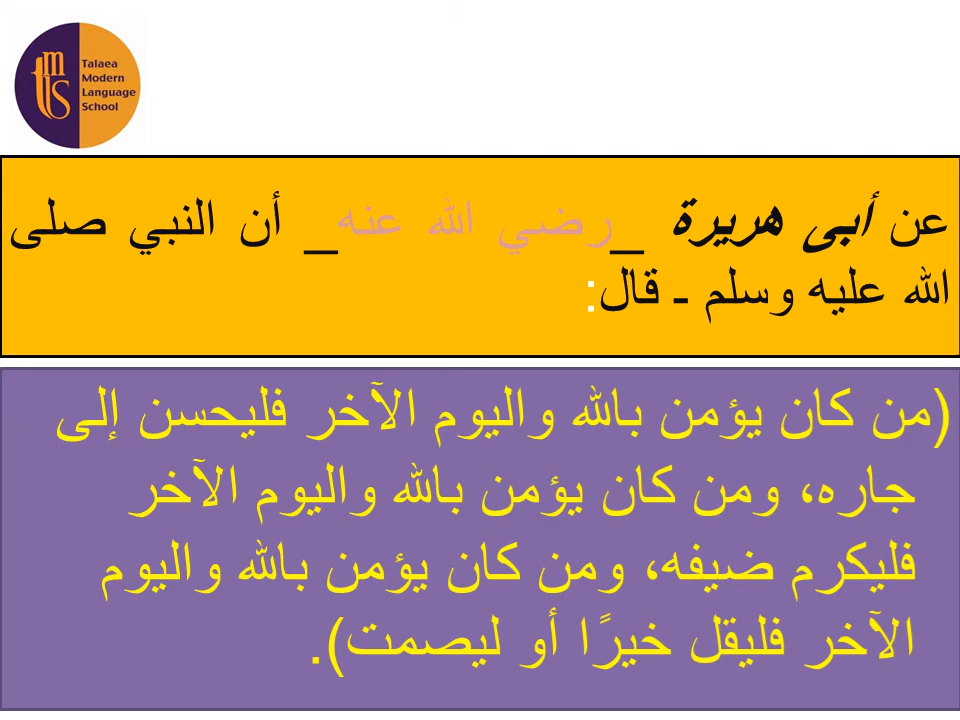 mts
Talaea
Modern
Language
School
عن أبى هريرة _رضي الله عنه_ أن النبي صلى
الله عليه وسلم - قال:
(من كان يؤمن بالله واليوم الآخر فليحسن إلى
جاره، ومن كان يؤمن بالله واليوم الآخر
فليكرم ضيفه، ومن كان يؤمن بالله واليوم
الآخر فليقل خيرًا أو ليصمت).